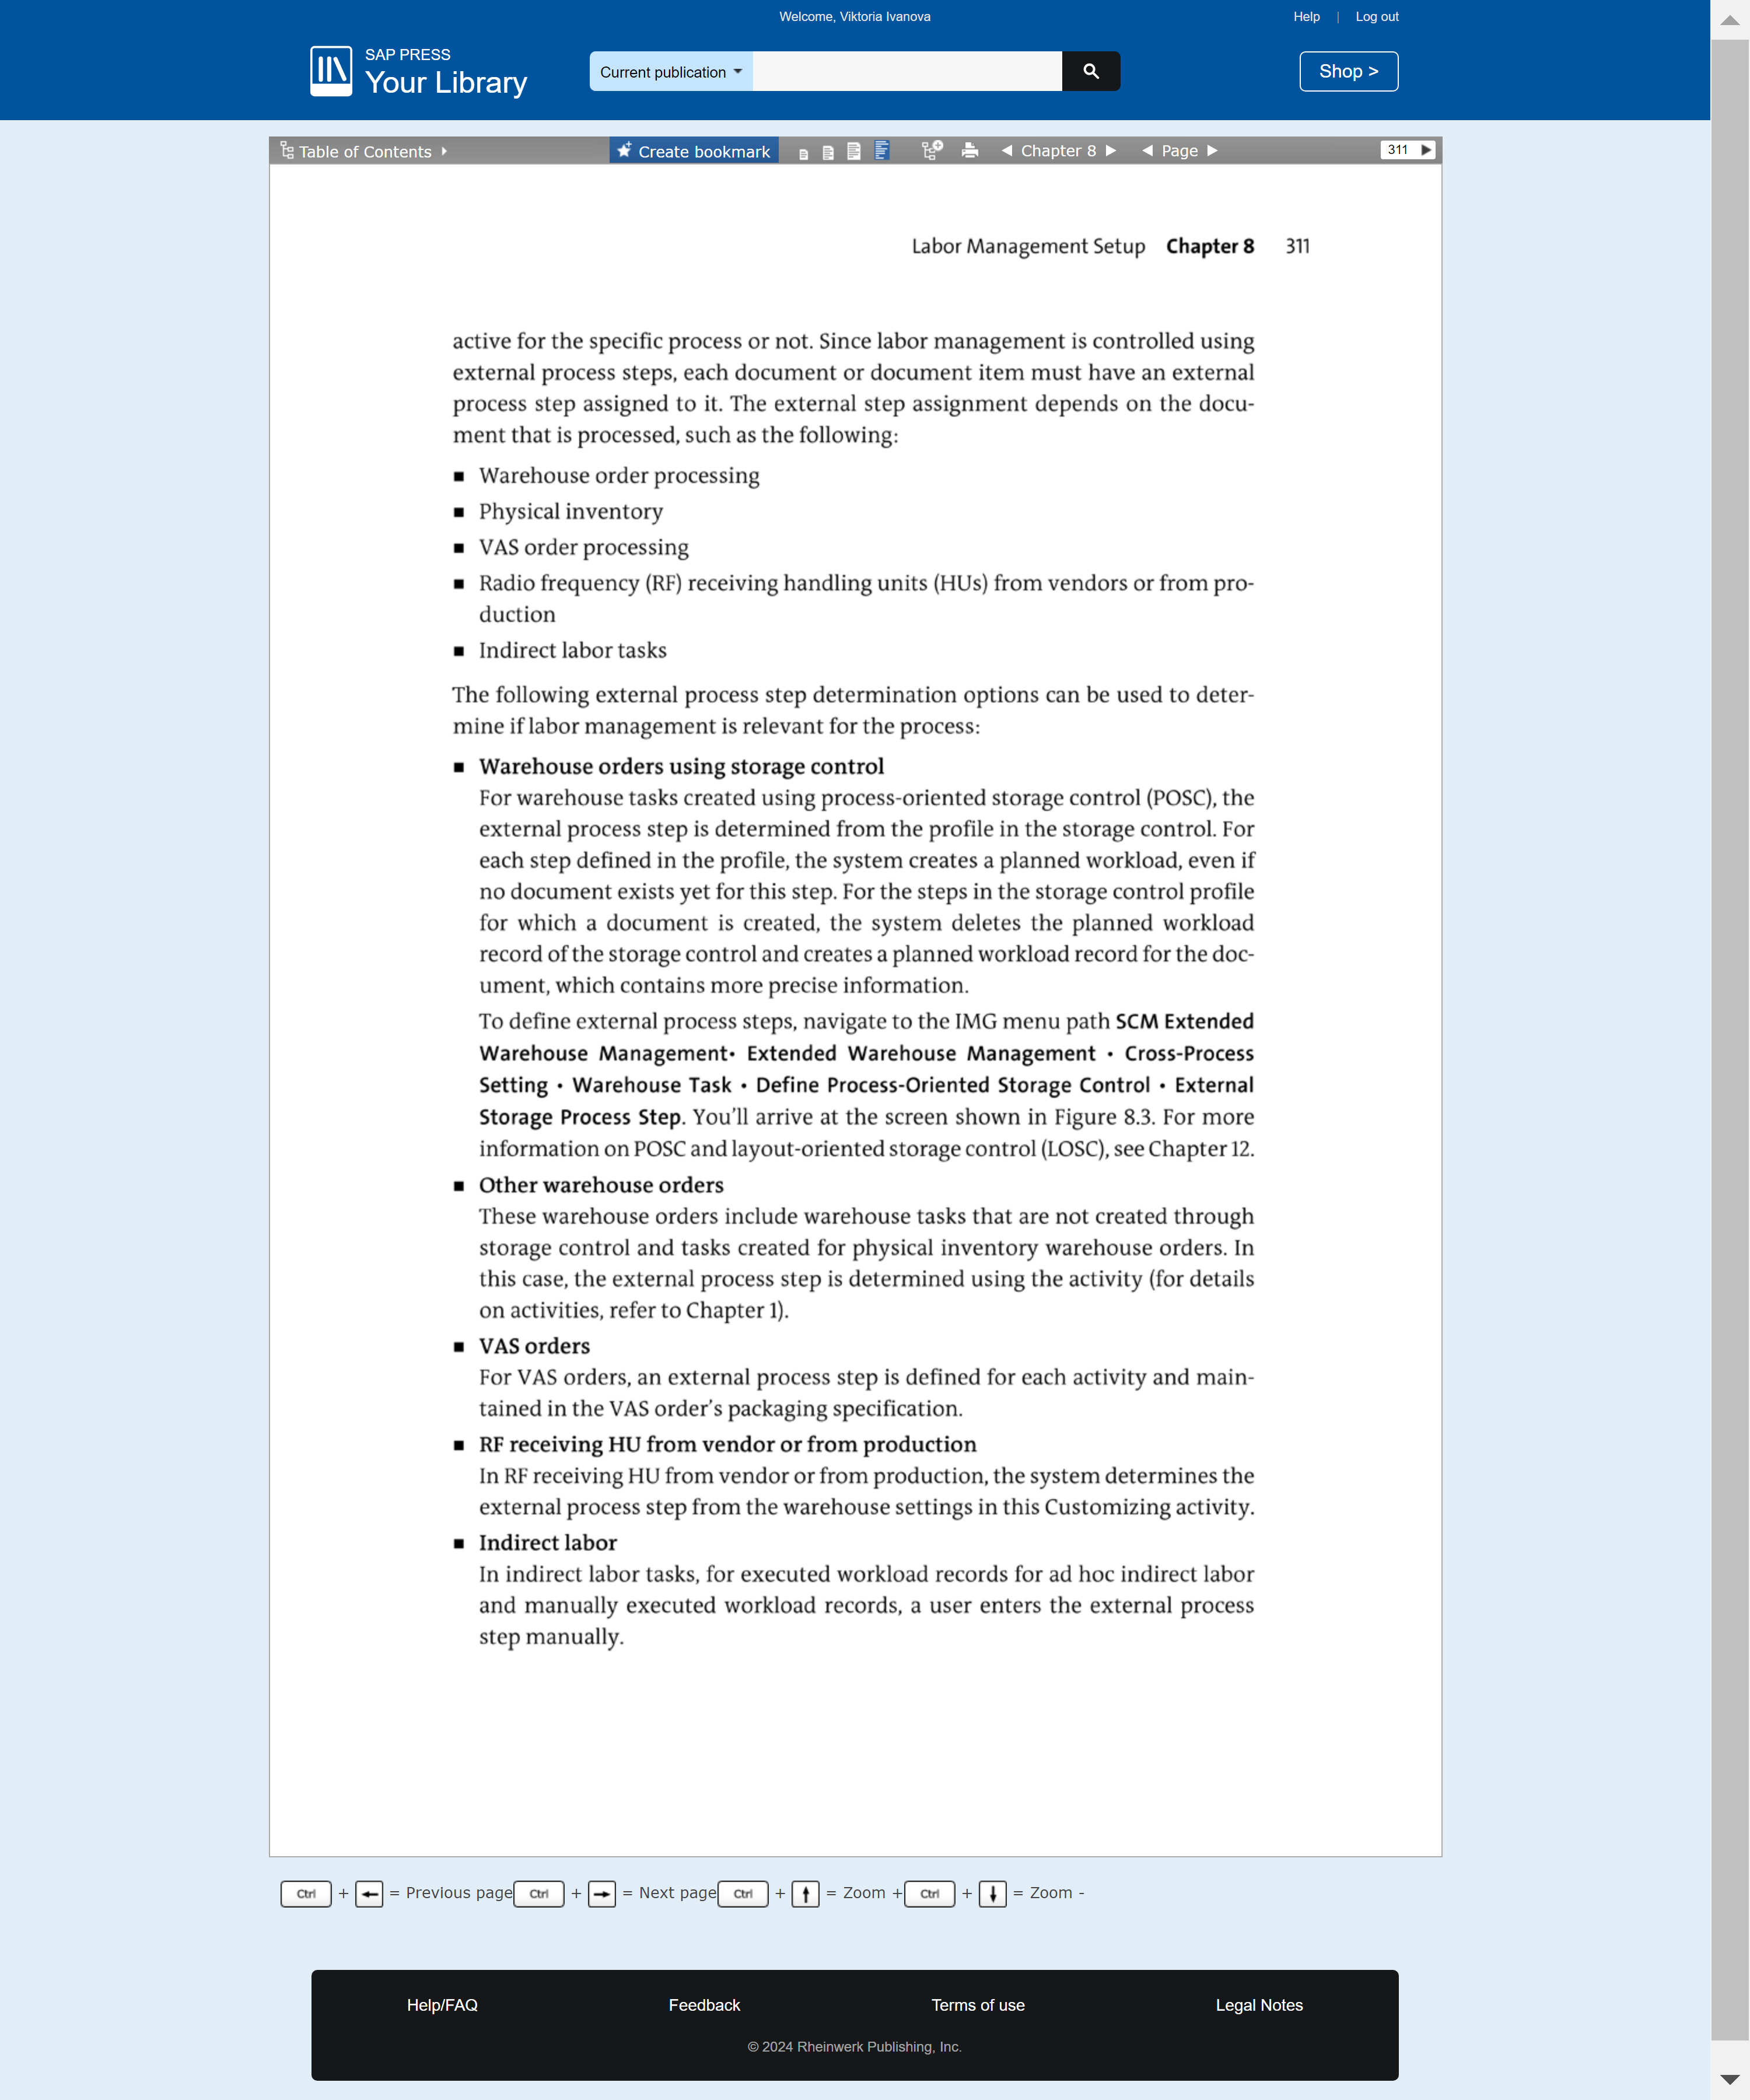 Welcome, Viktoria Ivanova
Help | Log out
SAP PRESS
Your Library
Current publication
Shop >
Table of Contents
Create bookmark
Chapter 8
Page
311
Labor Management Setup Chapter 8 311
active for the specific process or not. Since labor management is controlled using
external process steps, each document or document item must have an external
process step assigned to it. The external step assignment depends on the docu-
ment that is processed, such as the following:
■ Warehouse order processing
■ Physical inventory
■ VAS order processing
■ Radio frequency (RF) receiving handling units (HUs) from vendors or from pro-
duction
■ Indirect labor tasks
The following external process step determination options can be used to deter-
mine if labor management is relevant for the process:
■ Warehouse orders using storage control
For warehouse tasks created using process-oriented storage control (POSC), the
external process step is determined from the profile in the storage control. For
each step defined in the profile, the system creates a planned workload, even if
no document exists yet for this step. For the steps in the storage control profile
for which a document is created, the system deletes the planned workload
record of the storage control and creates a planned workload record for the doc-
ument, which contains more precise information.
To define external process steps, navigate to the IMG menu path SCM Extended
Warehouse Management• Extended Warehouse Management • Cross-Process
Setting • Warehouse Task • Define Process-Oriented Storage Control • External
Storage Process Step. You'll arrive at the screen shown in Figure 8.3. For more
information on POSC and layout-oriented storage control (LOSC), see Chapter 12.
■ Other warehouse orders
These warehouse orders include warehouse tasks that are not created through
storage control and tasks created for physical inventory warehouse orders. In
this case, the external process step is determined using the activity (for details
on activities, refer to Chapter 1).
■ VAS orders
For VAS orders, an external process step is defined for each activity and main-
tained in the VAS order's packaging specification.
■ RF receiving HU from vendor or from production
In RF receiving HU from vendor or from production, the system determines the
external process step from the warehouse settings in this Customizing activity.
■ Indirect labor
In indirect labor tasks, for executed workload records for ad hoc indirect labor
and manually executed workload records, a user enters the external process
step manually.
Ctrl + ← = Previous page Ctrl + → = Next page Ctrl + ↑ = Zoom + Ctrl + ↓ = Zoom -
Help/FAQ
Feedback
Terms of use
Legal Notes
© 2024 Rheinwerk Publishing, Inc.